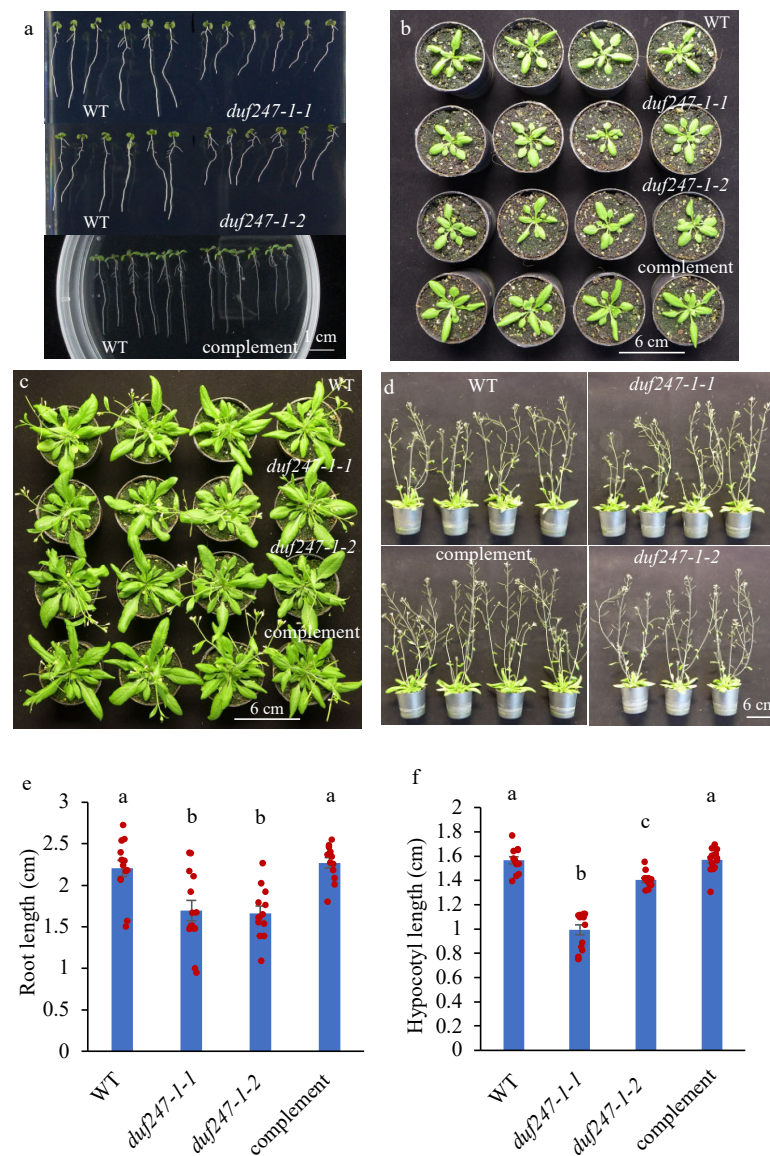 a
WT duf247-1-1
WT duf247-1-2
WT complement
1 cm
b
WT
duf247-1-1
duf247-1-2
complement
6 cm
c
WT
duf247-1-1
duf247-1-2
complement
6 cm
d
WT duf247-1-1
complement duf247-1-2
6 cm
e
Root length (cm)
3
2.5
2
1.5
1
0.5
0
a b b a
WT duf247-1-1 duf247-1-2 complement
f
Hypocotyl length (cm)
2
1.8
1.6
1.4
1.2
1
0.8
0.6
0.4
0.2
0
a b c a
WT duf247-1-1 duf247-1-2 complement